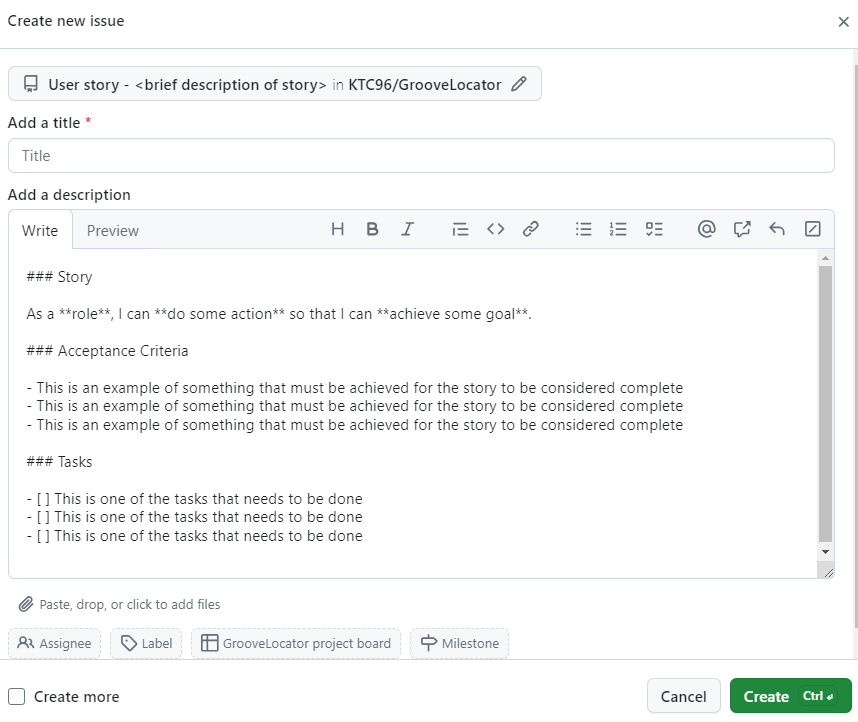 Create new issue
User story - <brief description of story> in KTC96/GrooveLocator
Add a title *
Title
Add a description
Write Preview
### Story
As a **role**, I can **do some action** so that I can **achieve some goal**.
### Acceptance Criteria
- This is an example of something that must be achieved for the story to be considered complete
- This is an example of something that must be achieved for the story to be considered complete
- This is an example of something that must be achieved for the story to be considered complete
### Tasks
- [ ] This is one of the tasks that needs to be done
- [ ] This is one of the tasks that needs to be done
- [ ] This is one of the tasks that needs to be done
Paste, drop, or click to add files
Assignee Label GrooveLocator project board Milestone
Create more Cancel Create Ctrl ↵